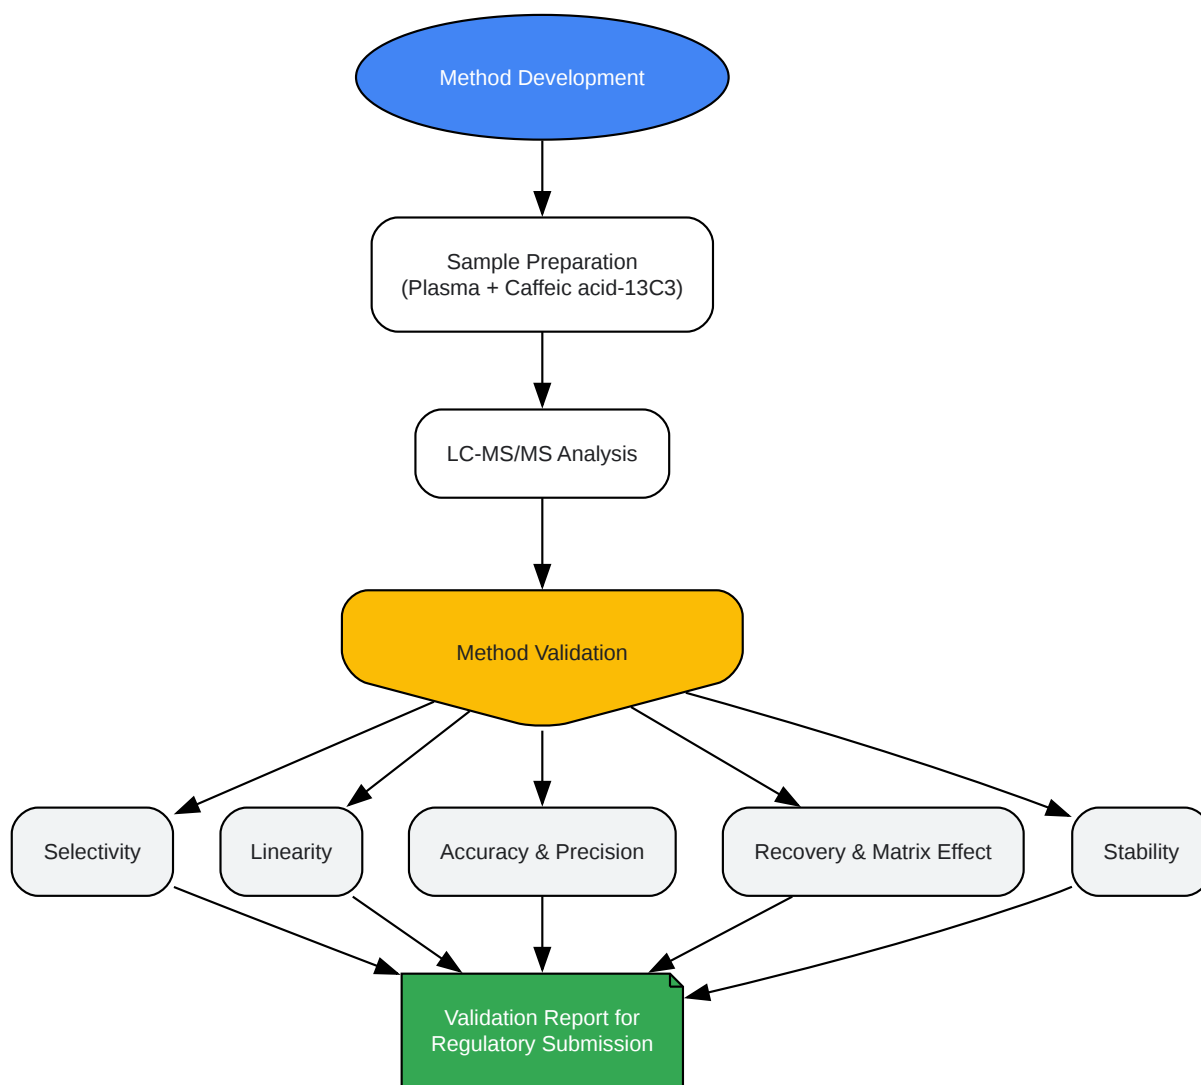 Method Development
Sample Preparation
(Plasma + Caffeic acid-13C3)
LC-MS/MS Analysis
Method Validation
Selectivity
Linearity
Accuracy & Precision
Recovery & Matrix Effect
Stability
Validation Report for
Regulatory Submission